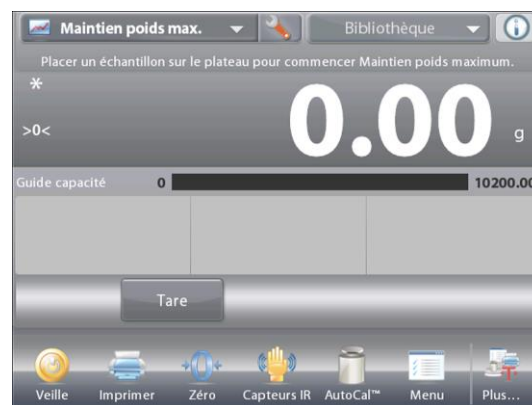 Maintien poids max. Bibliothèque
Placer un échantillon sur le plateau pour commencer Maintien poids maximum.
*
>0< 0.00 g
Guide capacité 0 10200.00
Tare
Veille Imprimer Zéro Capteurs IR AutoCal™ Menu Plus...